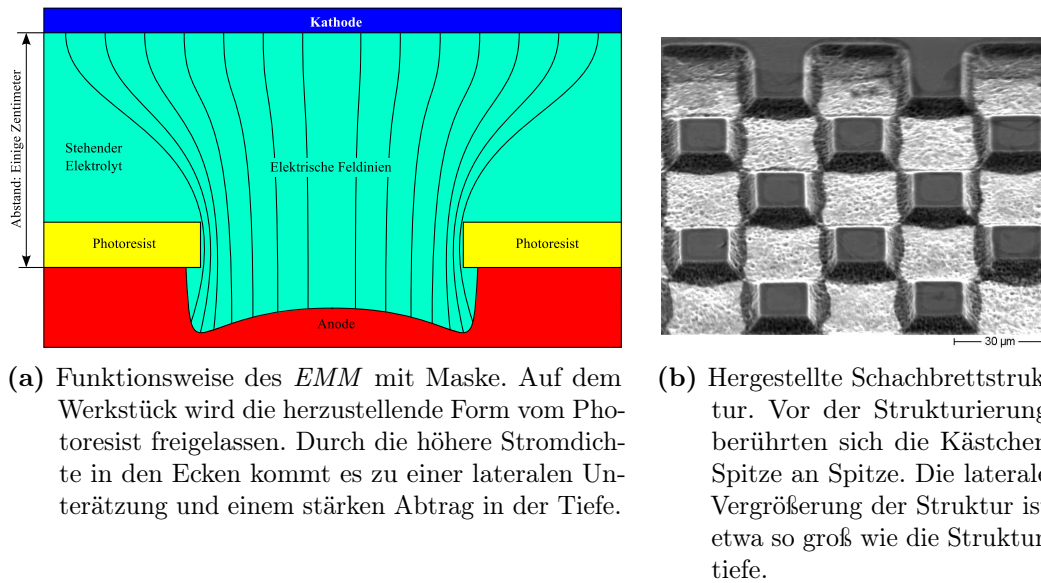 Kathode
Abstand: Einige Zentimeter
Stehender
Elektrolyt
Elektrische Feldinien
Photoresist
Photoresist
Anode
30 µm
(a) Funktionsweise des EMM mit Maske. Auf dem
Werkstück wird die herzustellende Form vom Pho-
toresist freigelassen. Durch die höhere Stromdich-
te in den Ecken kommt es zu einer lateralen Un-
terätzung und einem stärken Abtrag in der Tiefe.
(b) Hergestellte Schachbrettstruk
tur. Vor der Strukturierung
berührten sich die Kästchen
Spitze an Spitze. Die laterale
Vergrößerung der Struktur ist
etwa so groß wie die Struktur
tiefe.